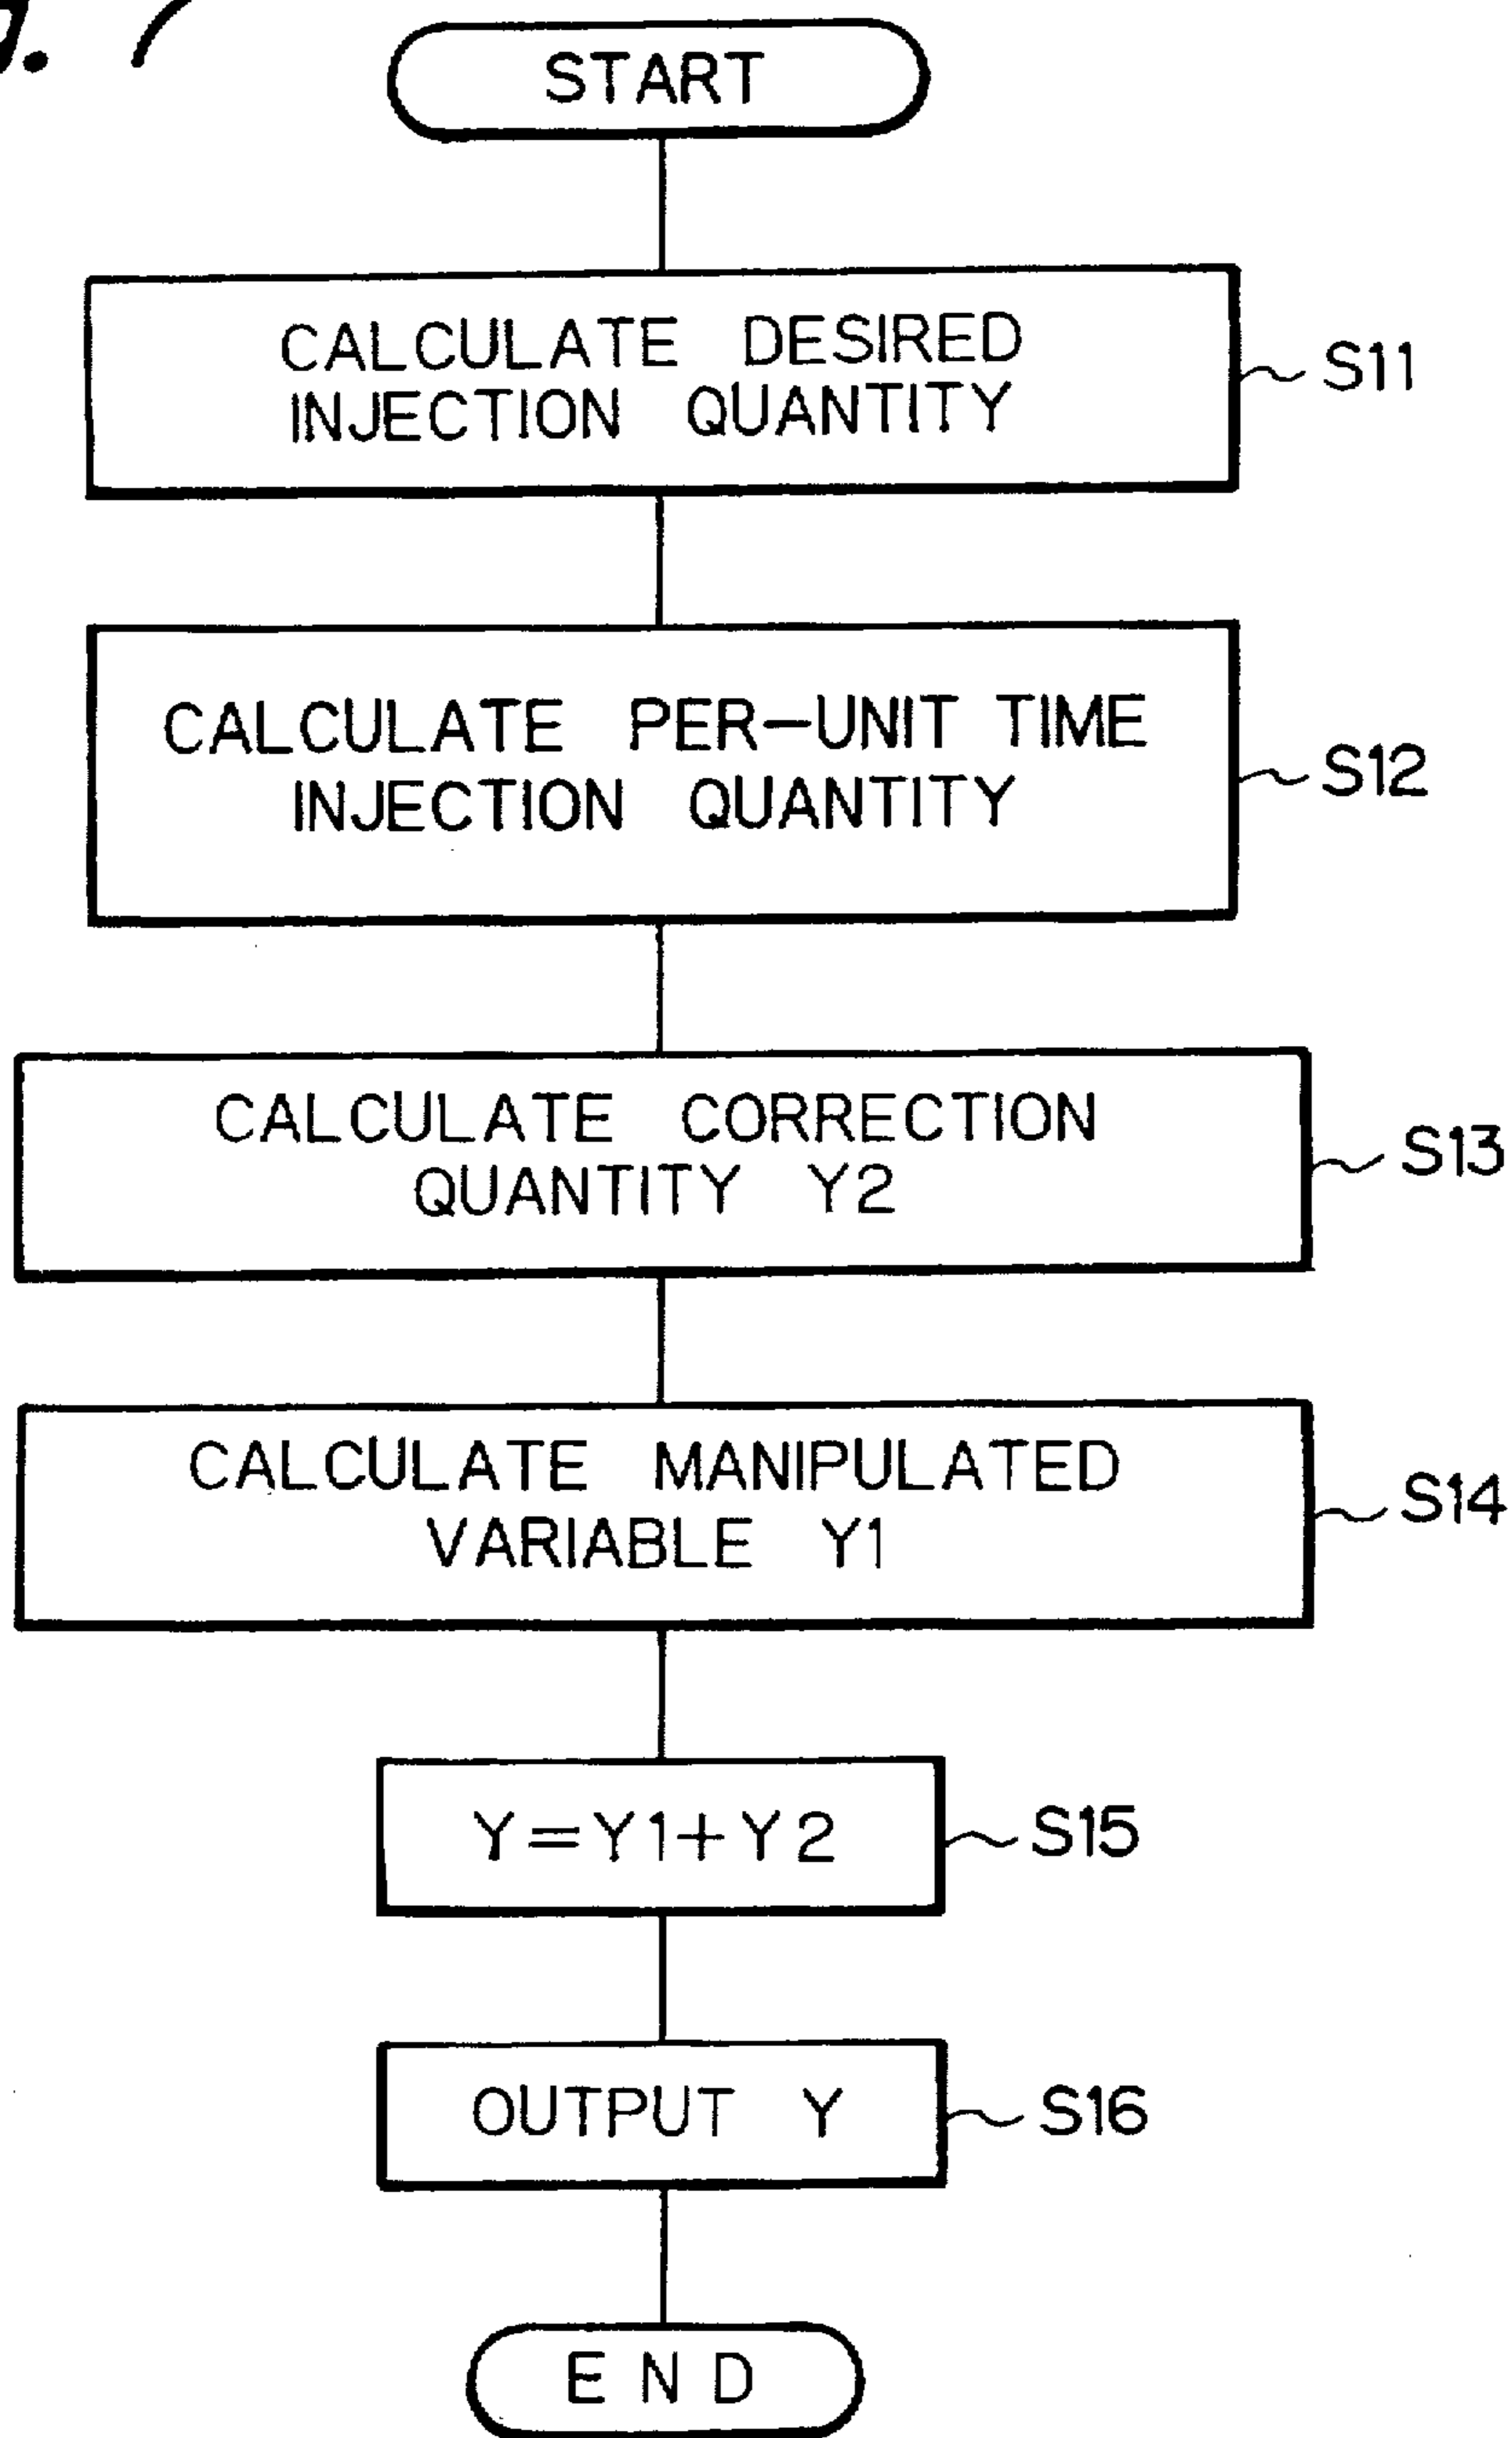 START
CALCULATE DESIRED
INJECTION QUANTITY
S11
CALCULATE PER-UNIT TIME
INJECTION QUANTITY
S12
CALCULATE CORRECTION
QUANTITY Y2
S13
CALCULATE MANIPULATED
VARIABLE Y1
S14
Y=Y1+Y2
S15
OUTPUT Y
S16
END